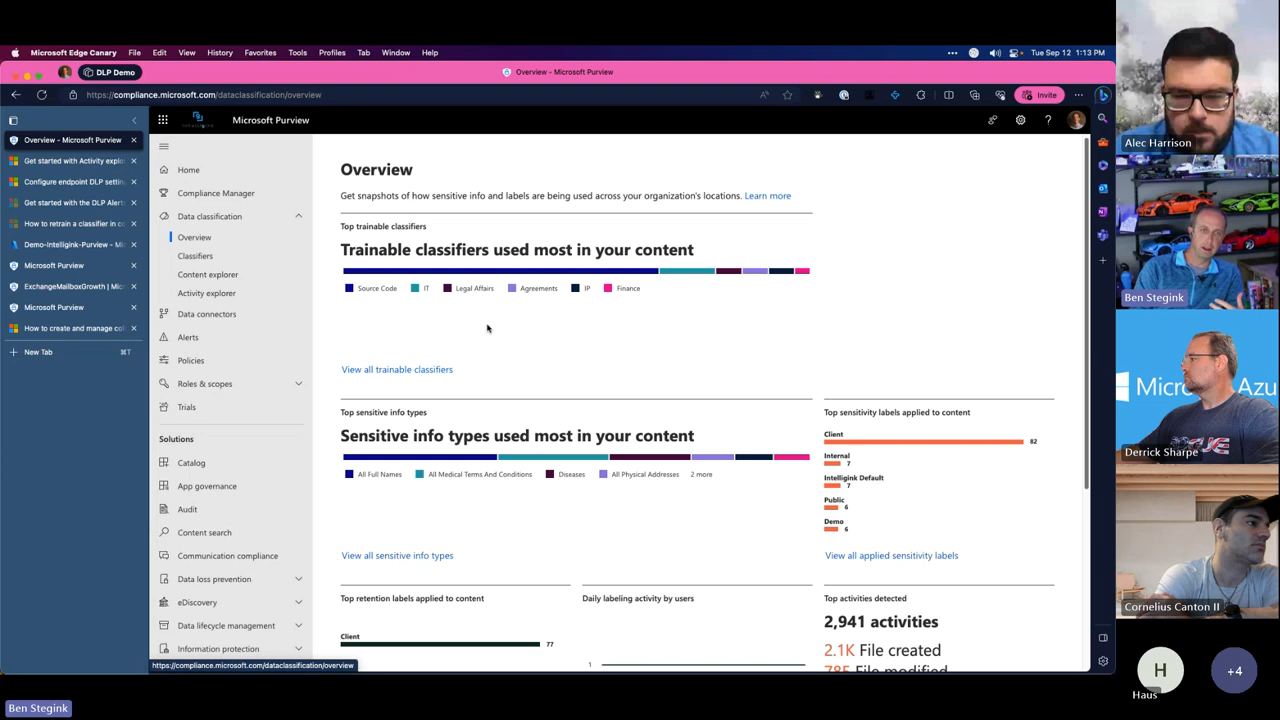 Microsoft Edge Canary File Edit View History Favorites Tools Profiles Tab Window Help
Tue Sep 12 1:13 PM
DLP Demo
Overview - Microsoft Purview
https://compliance.microsoft.com/dataclassification/overview
Invite
Overview - Microsoft Purview
Get started with Activity explo
Configure endpoint DLP settin
Get started with the DLP Alerts
How to retrain a classifier in co
Demo-Intelligink-Purview - Mi
Microsoft Purview
ExchangeMailboxGrowth | Mic
Microsoft Purview
How to create and manage co
New Tab ⌘T
Microsoft Purview
Home
Compliance Manager
Data classification
Overview
Classifiers
Content explorer
Activity explorer
Data connectors
Alerts
Policies
Roles & scopes
Trials
Solutions
Catalog
App governance
Audit
Content search
Communication compliance
Data loss prevention
eDiscovery
Data lifecycle management
Information protection
https://compliance.microsoft.com/dataclassification/overview
Overview
Get snapshots of how sensitive info and labels are being used across your organization's locations. Learn more
Top trainable classifiers
Trainable classifiers used most in your content
Source Code IT Legal Affairs Agreements IP Finance
View all trainable classifiers
Top sensitive info types
Sensitive info types used most in your content
All Full Names All Medical Terms And Conditions Diseases All Physical Addresses 2 more
View all sensitive info types
Top sensitivity labels applied to content
Client
82
Internal
7
Intelligink Default
7
Public
6
Demo
6
View all applied sensitivity labels
Top retention labels applied to content
Client
77
Daily labeling activity by users
1
Top activities detected
2,941 activities
2.1K File created
785 File modified
Alec Harrison
Ben Stegink
Micro Azu
Derrick Sharpe
Cornelius Canton II
H
Haus
+4
Ben Stegink